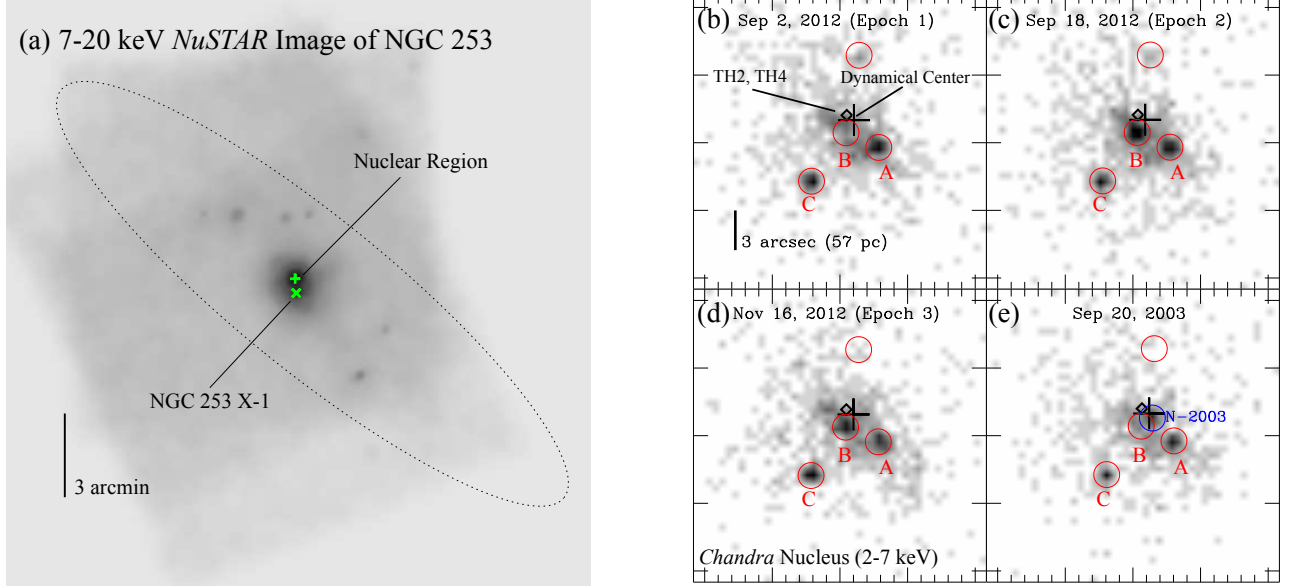 (a) 7-20 keV NuSTAR Image of NGC 253
Nuclear Region
NGC 253 X-1
3 arcmin
(b) Sep 2, 2012 (Epoch 1)
TH2, TH4
Dynamical Center
B
A
C
3 arcsec (57 pc)
(c) Sep 18, 2012 (Epoch 2)
B
A
C
(d) Nov 16, 2012 (Epoch 3)
B
A
C
Chandra Nucleus (2-7 keV)
(e) Sep 20, 2003
N-2003
B
A
C